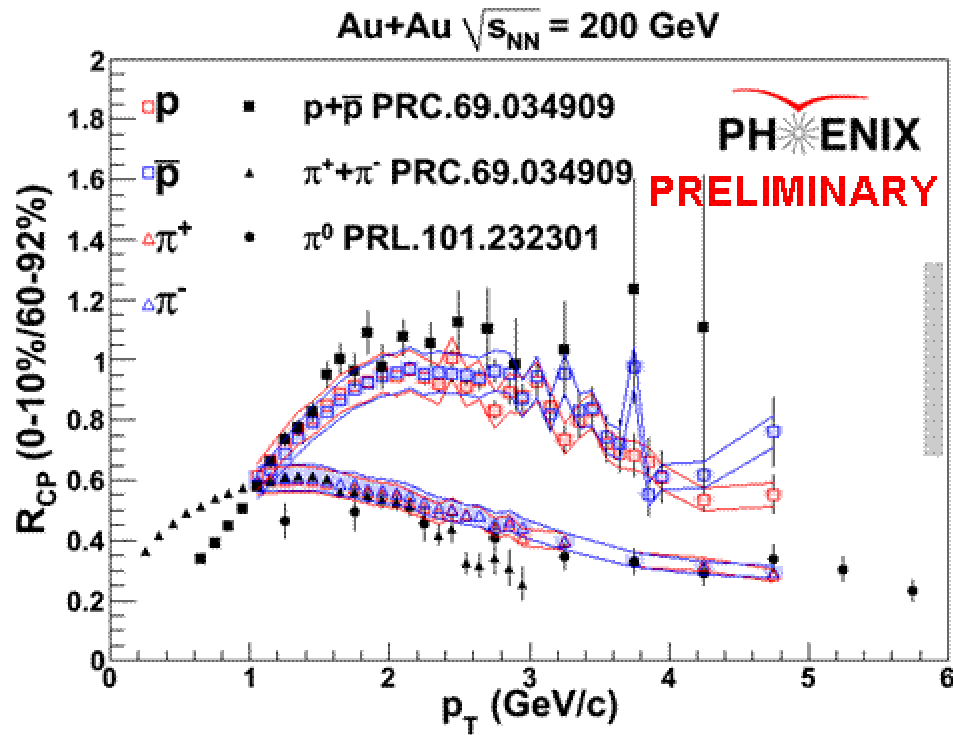 Au+Au √sNN = 200 GeV
p
p+p̅ PRC.69.034909
p̅
π⁺+π⁻ PRC.69.034909
π⁺
π⁰ PRL.101.232301
π⁻
PHENIX
PRELIMINARY
RCP (0-10%/60-92%)
2
1.8
1.6
1.4
1.2
1
0.8
0.6
0.4
0.2
0
0 1 2 3 4 5 6
pT (GeV/c)